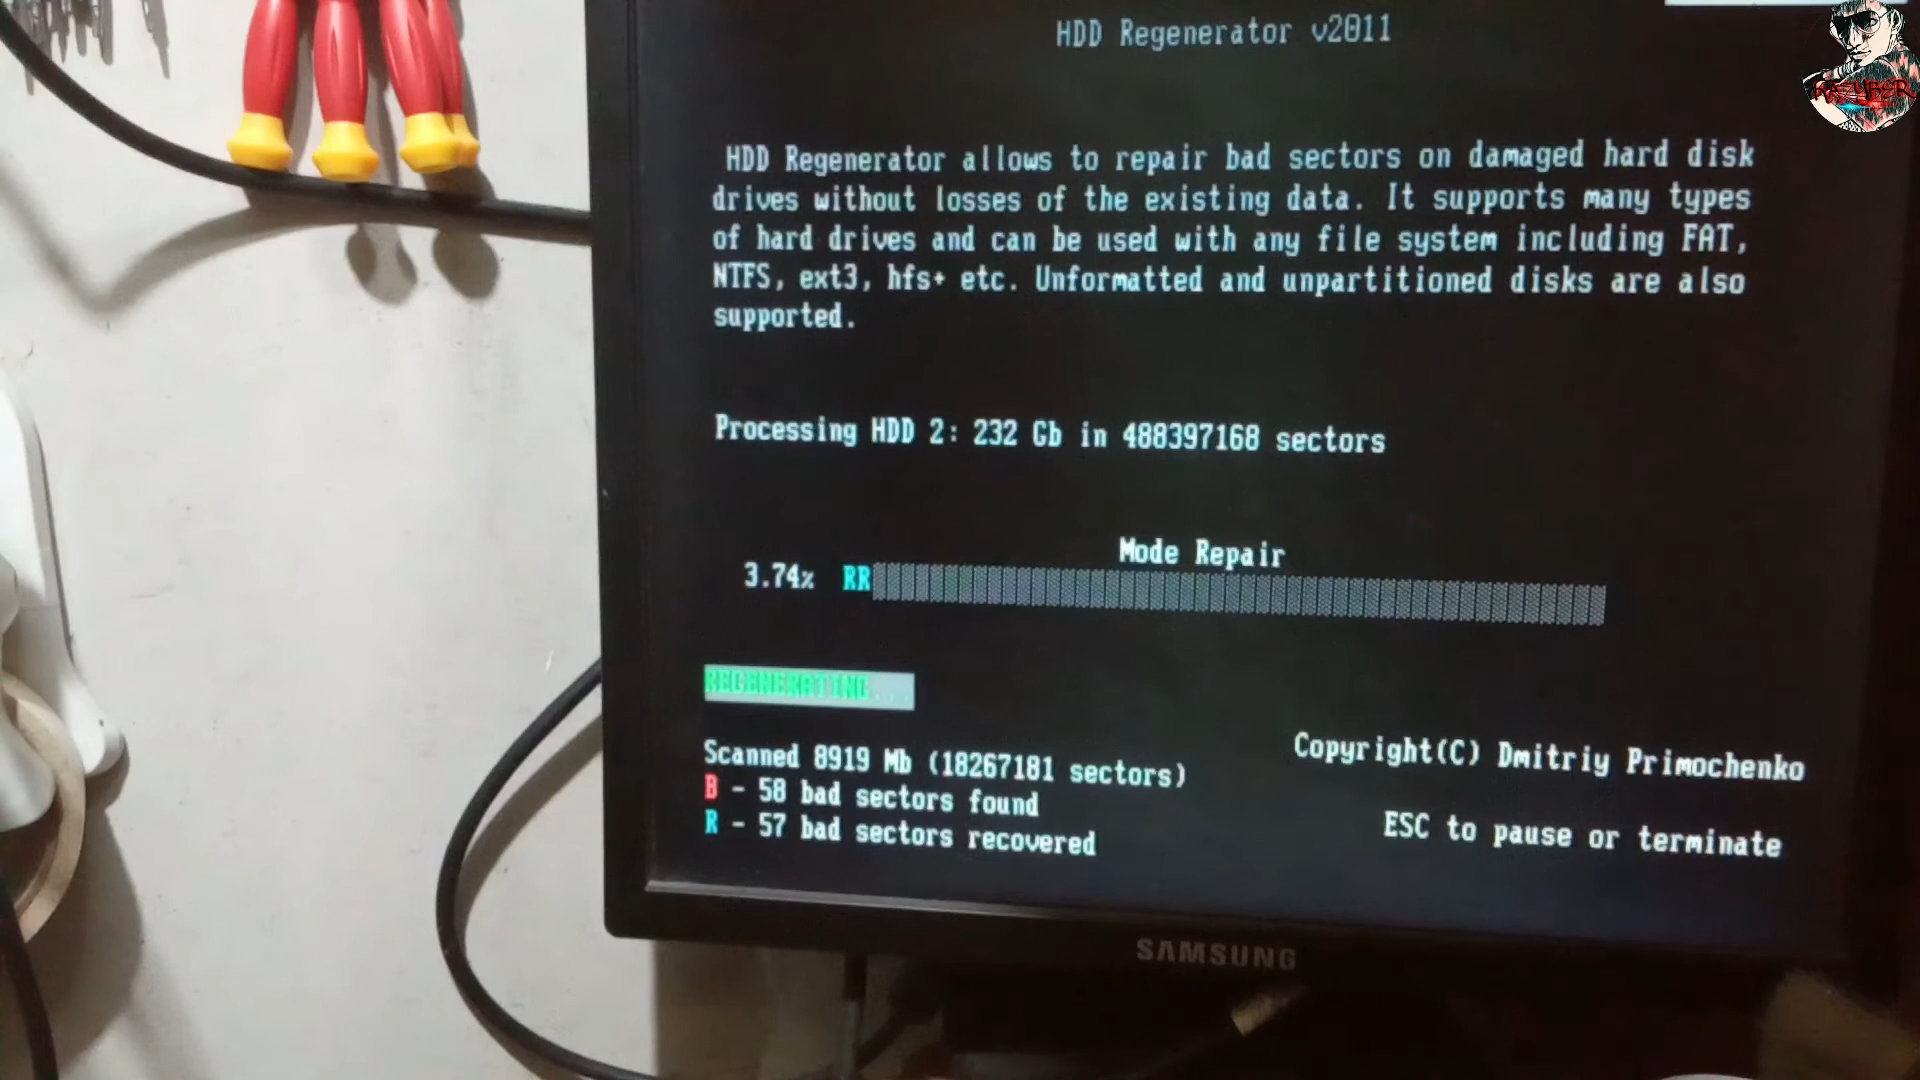 HDD Regenerator v2011
HDD Regenerator allows to repair bad sectors on damaged hard disk
drives without losses of the existing data. It supports many types
of hard drives and can be used with any file system including FAT,
NTFS, ext3, hfs+ etc. Unformatted and unpartitioned disks are also
supported.
Processing HDD 2: 232 Gb in 488397168 sectors
Mode Repair
3.74% RR
REGENERATING...
Scanned 8919 Mb (18267181 sectors)
B - 58 bad sectors found
R - 57 bad sectors recovered
Copyright(C) Dmitriy Primochenko
ESC to pause or terminate
SAMSUNG